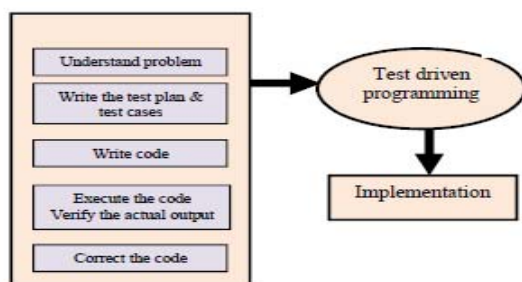 Understand problem
Write the test plan &
test cases
Write code
Execute the code
Verify the actual output
Correct the code
Test driven
programming
Implementation